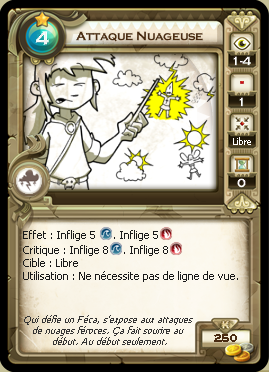 4
Attaque Nuageuse
1-4
1
Libre
0
Effet : Inflige 5 . Inflige 5
Critique : Inflige 8 . Inflige 8
Cible : Libre
Utilisation : Ne nécessite pas de ligne de vue.
Qui défie un Féca, s'expose aux attaques
de nuages féroces. Ça fait sourire au
début. Au début seulement.
K
250